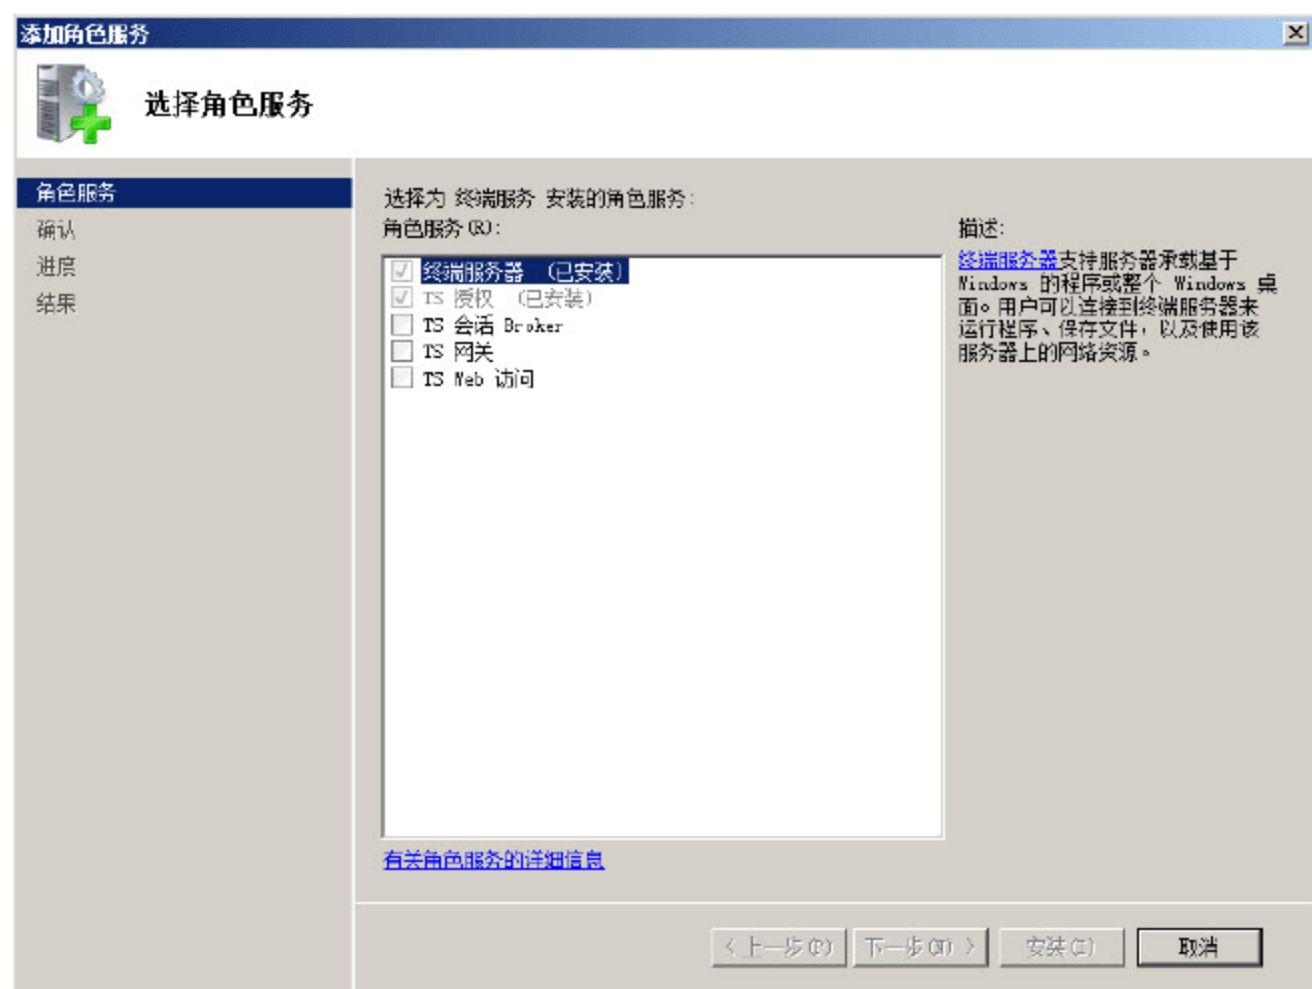 添加角色服务
选择角色服务
角色服务
确认
进度
结果
选择为 终端服务 安装的角色服务:
角色服务(R):
终端服务器 (已安装)
TS 授权 (已安装)
TS 会话 Broker
TS 网关
TS Web 访问
有关角色服务的详细信息
描述:
终端服务器支持服务器承载基于
Windows 的程序或整个 Windows 桌
面。用户可以连接到终端服务器来
运行程序、保存文件，以及使用该
服务器上的网络资源。
< 上一步(P)
下一步(N) >
安装(I)
取消